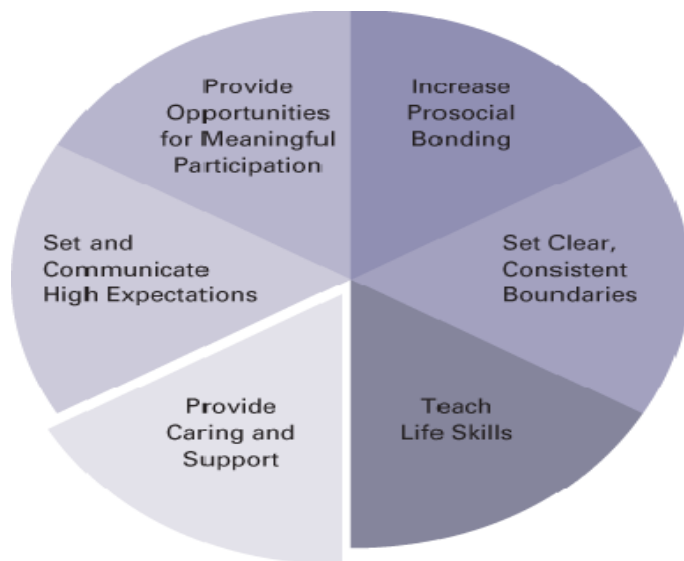 Provide
Opportunities
for Meaningful
Participation
Increase
Prosocial
Bonding
Set and
Communicate
High Expectations
Set Clear,
Consistent
Boundaries
Provide
Caring and
Support
Teach
Life Skills